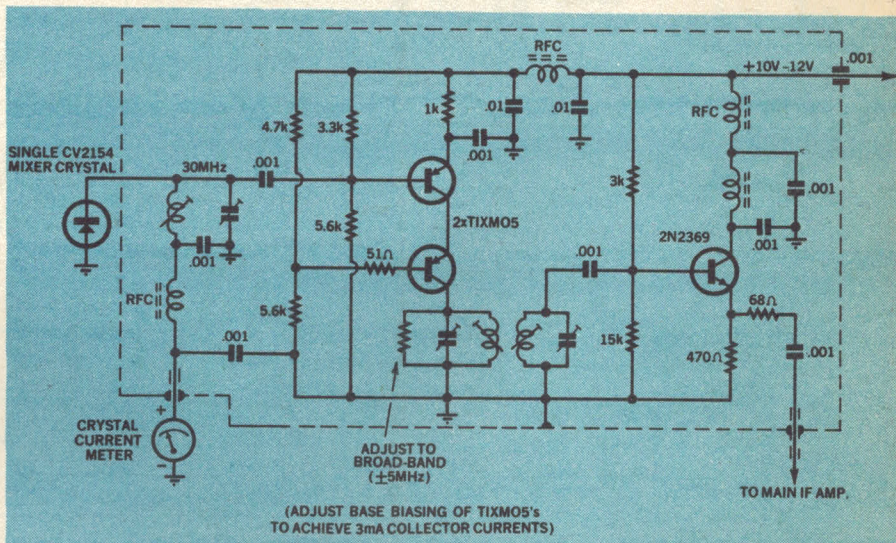 RFC
+10V -12V
.001
4.7k
3.3k
1k
.01
.01
RFC
SINGLE CV2154
MIXER CRYSTAL
30MHz
.001
.001
3k
.001
5.6k
2xTIXMO5
2N2369
.001
.001
51Ω
.001
RFC
5.6k
68Ω
.001
15k
470Ω
.001
+
CRYSTAL
CURRENT
METER
-
ADJUST TO
BROAD-BAND
(±5MHz)
TO MAIN IF AMP.
(ADJUST BASE BIASING OF TIXMO5's
TO ACHIEVE 3mA COLLECTOR CURRENTS)